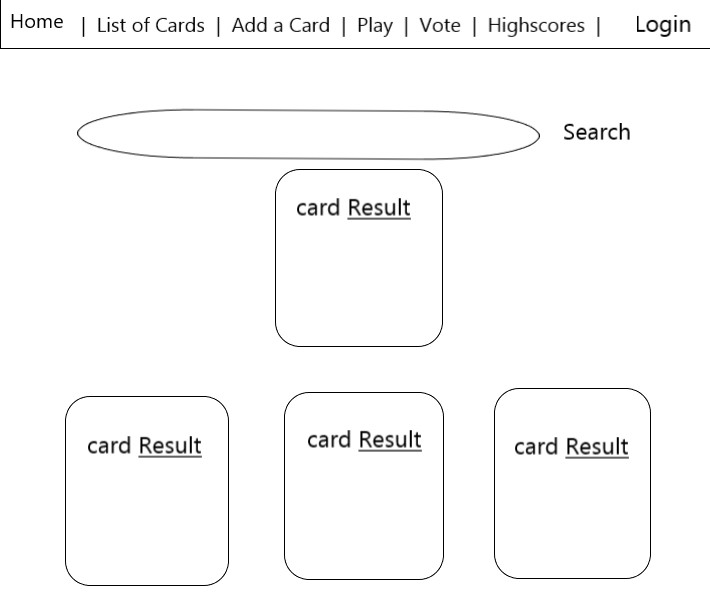 Home | List of Cards | Add a Card | Play | Vote | Highscores | Login
Search
card Result
card Result
card Result
card Result